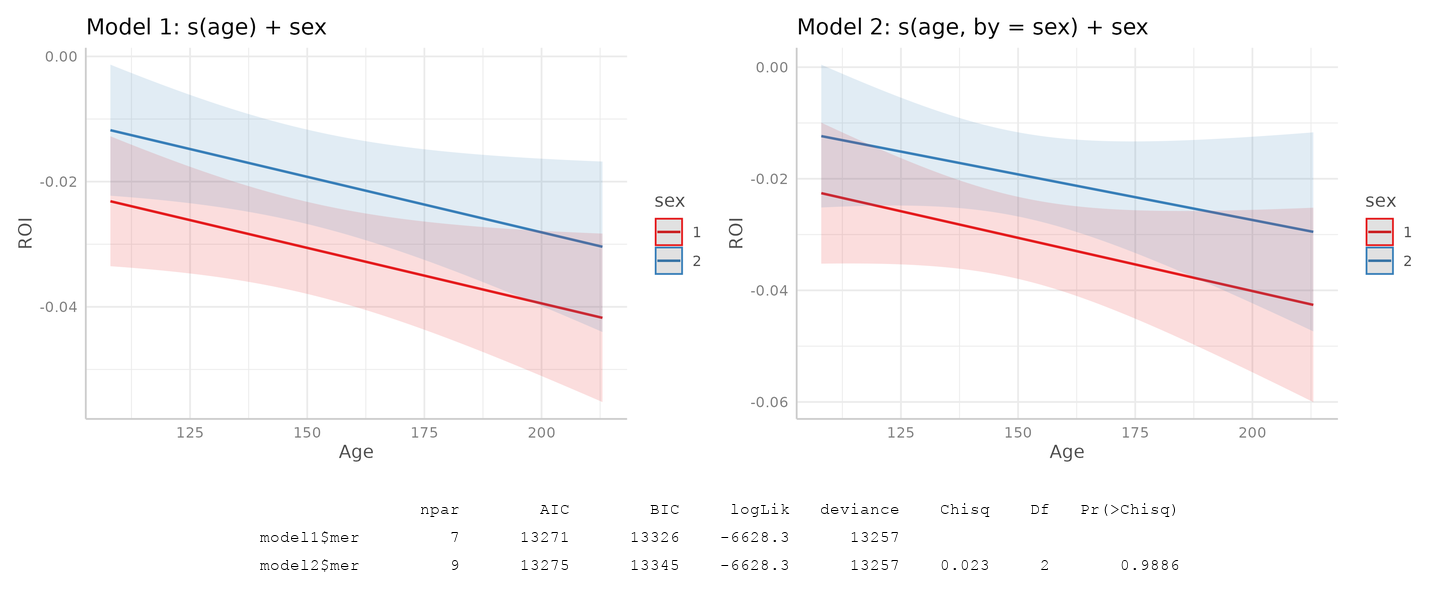 Model 1: s(age) + sex
0.00
-0.02
-0.04
ROI
125 150 175 200
Age
sex
1
2
Model 2: s(age, by = sex) + sex
0.00
-0.02
-0.04
-0.06
ROI
125 150 175 200
Age
sex
1
2
npar AIC BIC logLik deviance Chisq Df Pr(>Chisq)
model1$mer 7 13271 13326 -6628.3 13257
model2$mer 9 13275 13345 -6628.3 13257 0.023 2 0.9886